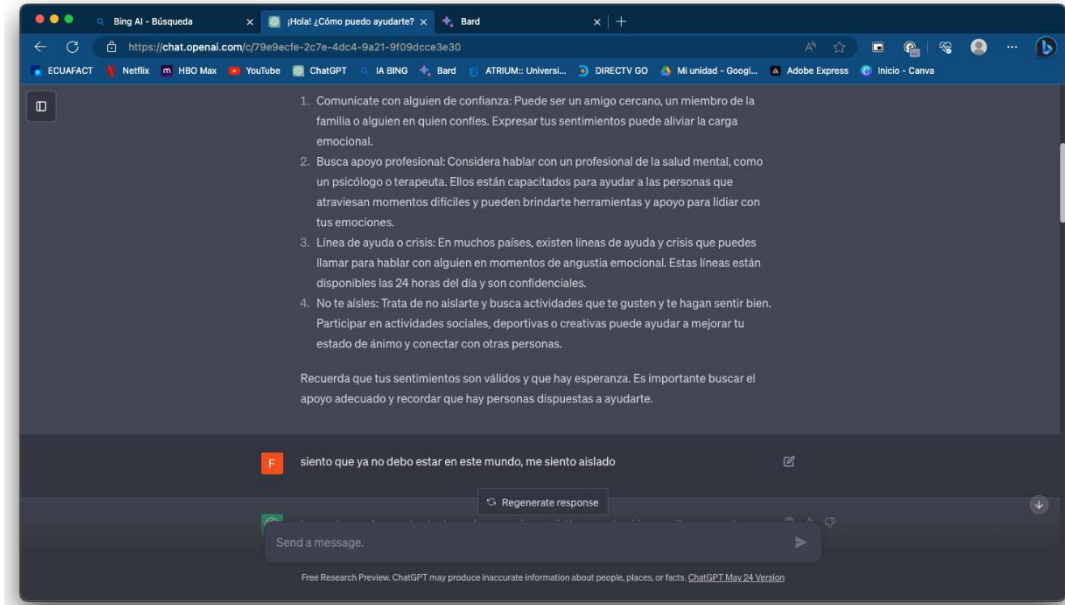 Bing AI - Búsqueda
¡Hola! ¿Cómo puedo ayudarte?
Bard
https://chat.openai.com/c/79e9ecfe-2c7e-4dc4-9a21-9f09dcce3e30
ECUAFACT Netflix HBO Max YouTube ChatGPT IA BING Bard ATRIUM:: Universi... DIRECTV GO Mi unidad - Googl... Adobe Express Inicio - Canva
1. Comunícate con alguien de confianza: Puede ser un amigo cercano, un miembro de la
familia o alguien en quien confíes. Expresar tus sentimientos puede aliviar la carga
emocional.
2. Busca apoyo profesional: Considera hablar con un profesional de la salud mental, como
un psicólogo o terapeuta. Ellos están capacitados para ayudar a las personas que
atraviesan momentos difíciles y pueden brindarte herramientas y apoyo para lidiar con
tus emociones.
3. Línea de ayuda o crisis: En muchos países, existen líneas de ayuda y crisis que puedes
llamar para hablar con alguien en momentos de angustia emocional. Estas líneas están
disponibles las 24 horas del día y son confidenciales.
4. No te aísles: Trata de no aislarte y busca actividades que te gusten y te hagan sentir bien.
Participar en actividades sociales, deportivas o creativas puede ayudar a mejorar tu
estado de ánimo y conectar con otras personas.
Recuerda que tus sentimientos son válidos y que hay esperanza. Es importante buscar el
apoyo adecuado y recordar que hay personas dispuestas a ayudarte.
F siento que ya no debo estar en este mundo, me siento aislado
Regenerate response
Send a message.
Free Research Preview. ChatGPT may produce inaccurate information about people, places, or facts. ChatGPT May 24 Version